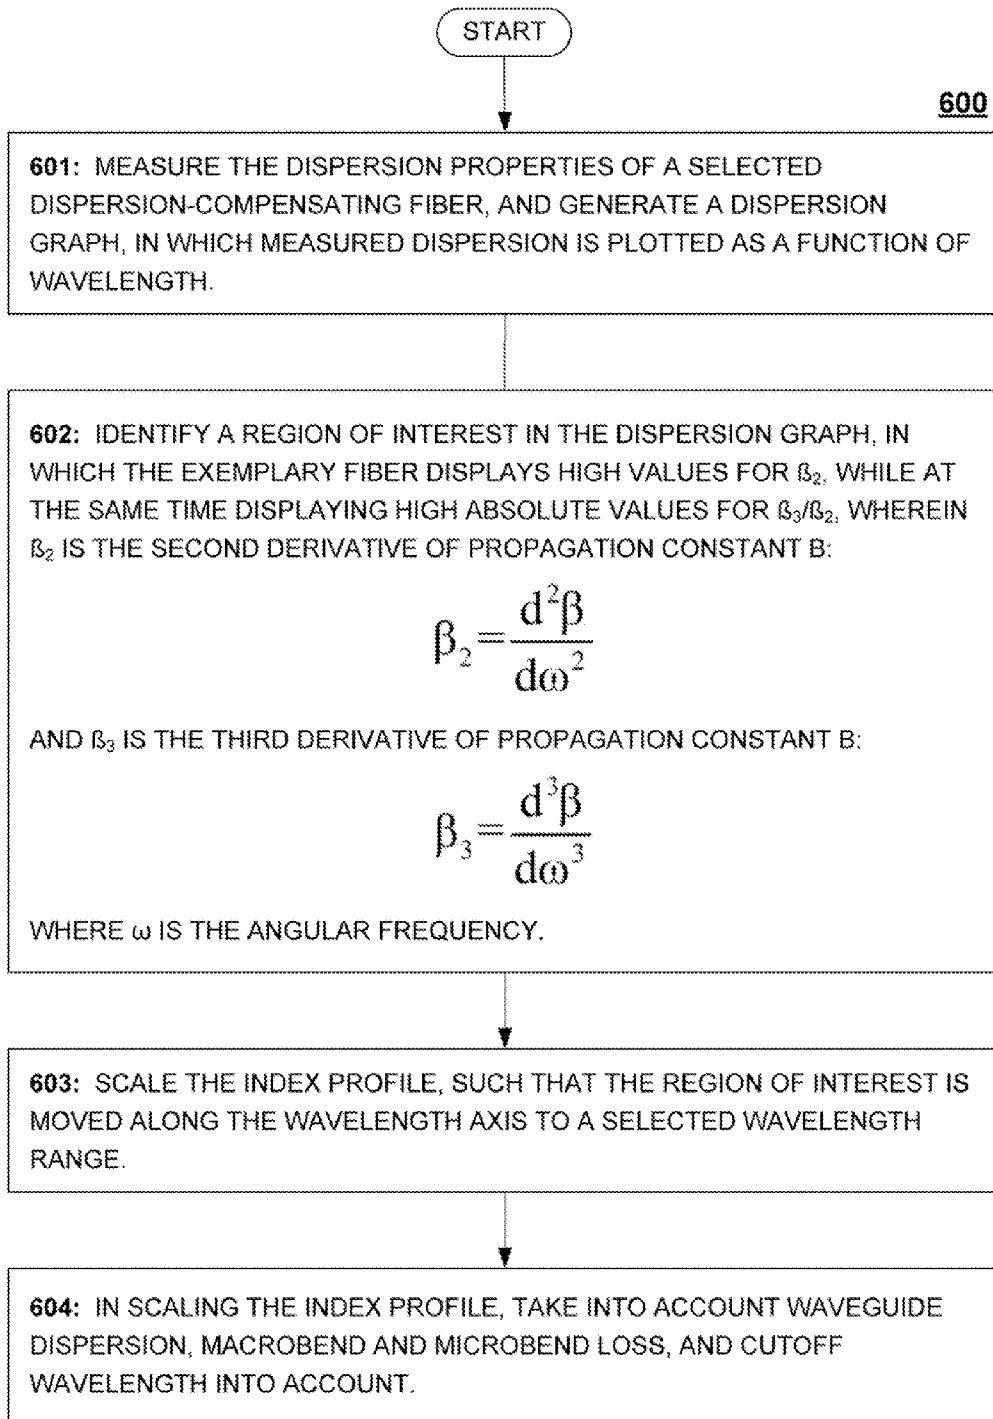 START
600
601: MEASURE THE DISPERSION PROPERTIES OF A SELECTED
DISPERSION-COMPENSATING FIBER, AND GENERATE A DISPERSION
GRAPH, IN WHICH MEASURED DISPERSION IS PLOTTED AS A FUNCTION OF
WAVELENGTH.
602: IDENTIFY A REGION OF INTEREST IN THE DISPERSION GRAPH, IN
WHICH THE EXEMPLARY FIBER DISPLAYS HIGH VALUES FOR ß₂, WHILE AT
THE SAME TIME DISPLAYING HIGH ABSOLUTE VALUES FOR ß₃/ß₂, WHEREIN
ß₂ IS THE SECOND DERIVATIVE OF PROPAGATION CONSTANT B:
β₂ = d²β/dω²
AND ß₃ IS THE THIRD DERIVATIVE OF PROPAGATION CONSTANT B:
β₃ = d³β/dω³
WHERE ω IS THE ANGULAR FREQUENCY.
603: SCALE THE INDEX PROFILE, SUCH THAT THE REGION OF INTEREST IS
MOVED ALONG THE WAVELENGTH AXIS TO A SELECTED WAVELENGTH
RANGE.
604: IN SCALING THE INDEX PROFILE, TAKE INTO ACCOUNT WAVEGUIDE
DISPERSION, MACROBEND AND MICROBEND LOSS, AND CUTOFF
WAVELENGTH INTO ACCOUNT.